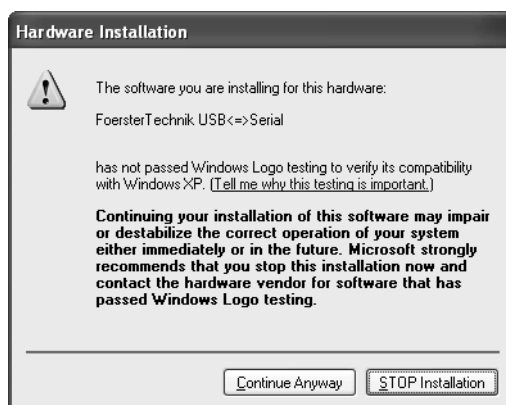 Hardware Installation
The software you are installing for this hardware:
FoersterTechnik USB<=>Serial
has not passed Windows Logo testing to verify its compatibility
with Windows XP. (Tell me why this testing is important.)
Continuing your installation of this software may impair
or destabilize the correct operation of your system
either immediately or in the future. Microsoft strongly
recommends that you stop this installation now and
contact the hardware vendor for software that has
passed Windows Logo testing.
Continue Anyway
STOP Installation